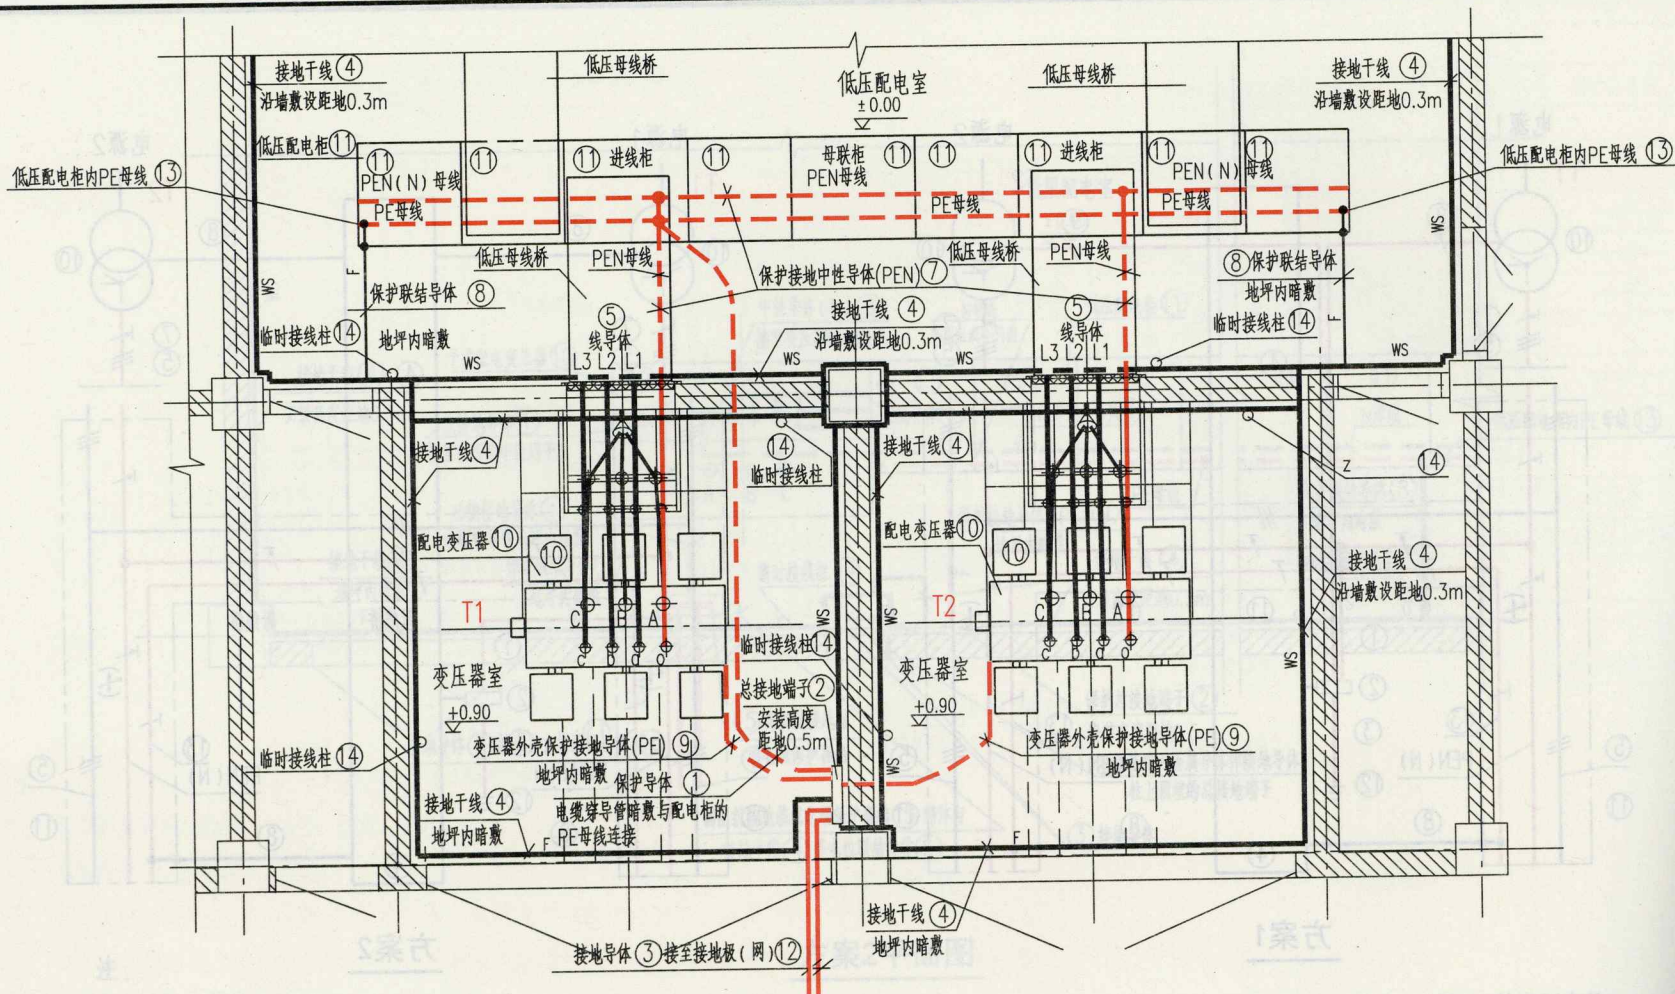 接地干线④
沿墙敷设距地0.3m
低压母线桥
低压配电室
±0.00
低压母线桥
接地干线④
沿墙敷设距地0.3m
低压配电柜⑪
⑪
⑪
⑪ 进线柜
⑪
母联柜 ⑪
PEN母线
⑪
⑪ 进线柜
⑪
⑪
低压配电柜内PE母线⑬
PEN(N)母线
PE母线
PE母线
PEN(N)母线
PE母线
低压配电柜内PE母线⑬
WS
F
保护联结导体⑧
地坪内暗敷
低压母线桥
PEN母线
保护接地中性导体(PEN)⑦
低压母线桥
PEN母线
⑧保护联结导体
地坪内暗敷
F
WS
临时接线柱⑭
⑤
线导体
L3 L2 L1
接地干线④
沿墙敷设距地0.3m
⑤
线导体
L3 L2 L1
临时接线柱⑭
WS
WS
WS
WS
接地干线④
⑭
临时接线柱
接地干线④
Z
⑭
配电变压器⑩
⑩
配电变压器⑩
⑩
接地干线④
沿墙敷设距地0.3m
T1
C B A
c b a o
T2
C B A
c b a o
WS
WS
WS
变压器室
+0.90
临时接线柱⑭
总接地端子②
安装高度
距地0.5m
变压器室
+0.90
临时接线柱⑭
变压器外壳保护接地导体(PE)⑨
地坪内暗敷
保护导体①
电缆穿导管暗敷与配电柜的
PE母线连接
WS
变压器外壳保护接地导体(PE)⑨
地坪内暗敷
接地干线④
地坪内暗敷
F
F
接地干线④
地坪内暗敷
接地导体③接至接地极(网)⑫